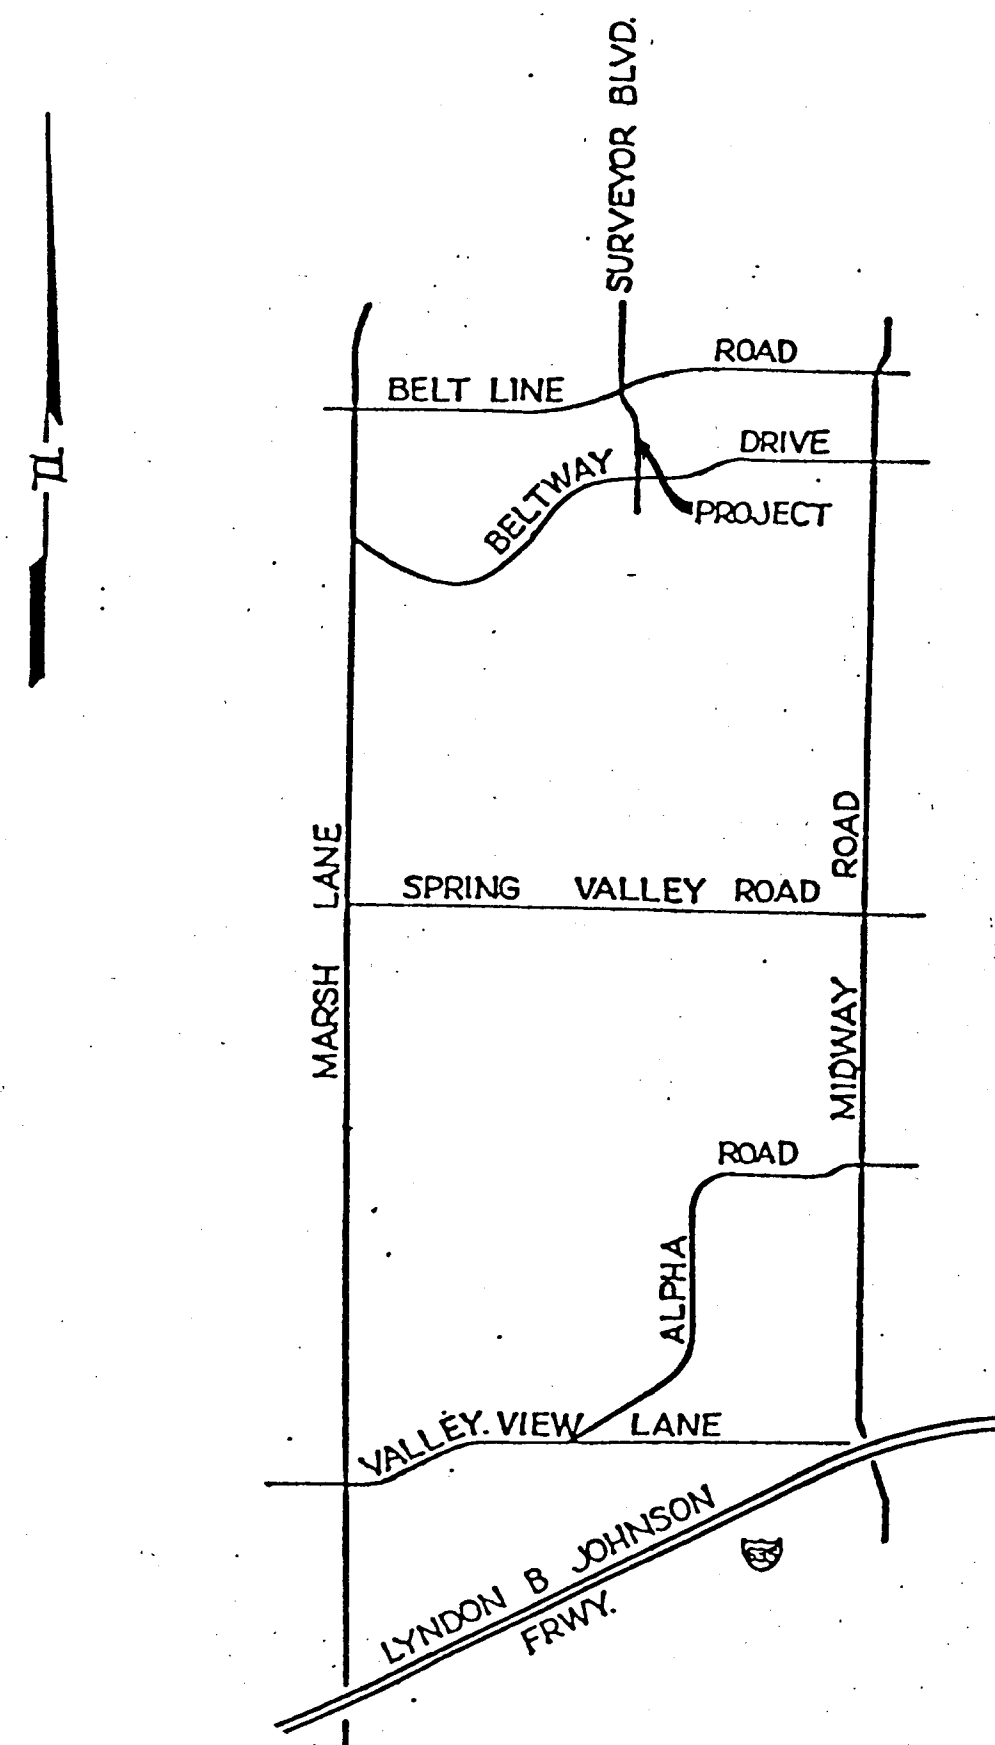 SURVEYOR BLVD.
ROAD
BELT LINE
DRIVE
BELTWAY
PROJECT
MARSH LANE
MIDWAY ROAD
SPRING VALLEY ROAD
ROAD
ALPHA
VALLEY. VIEW LANE
LYNDON B JOHNSON
FRWY.
635